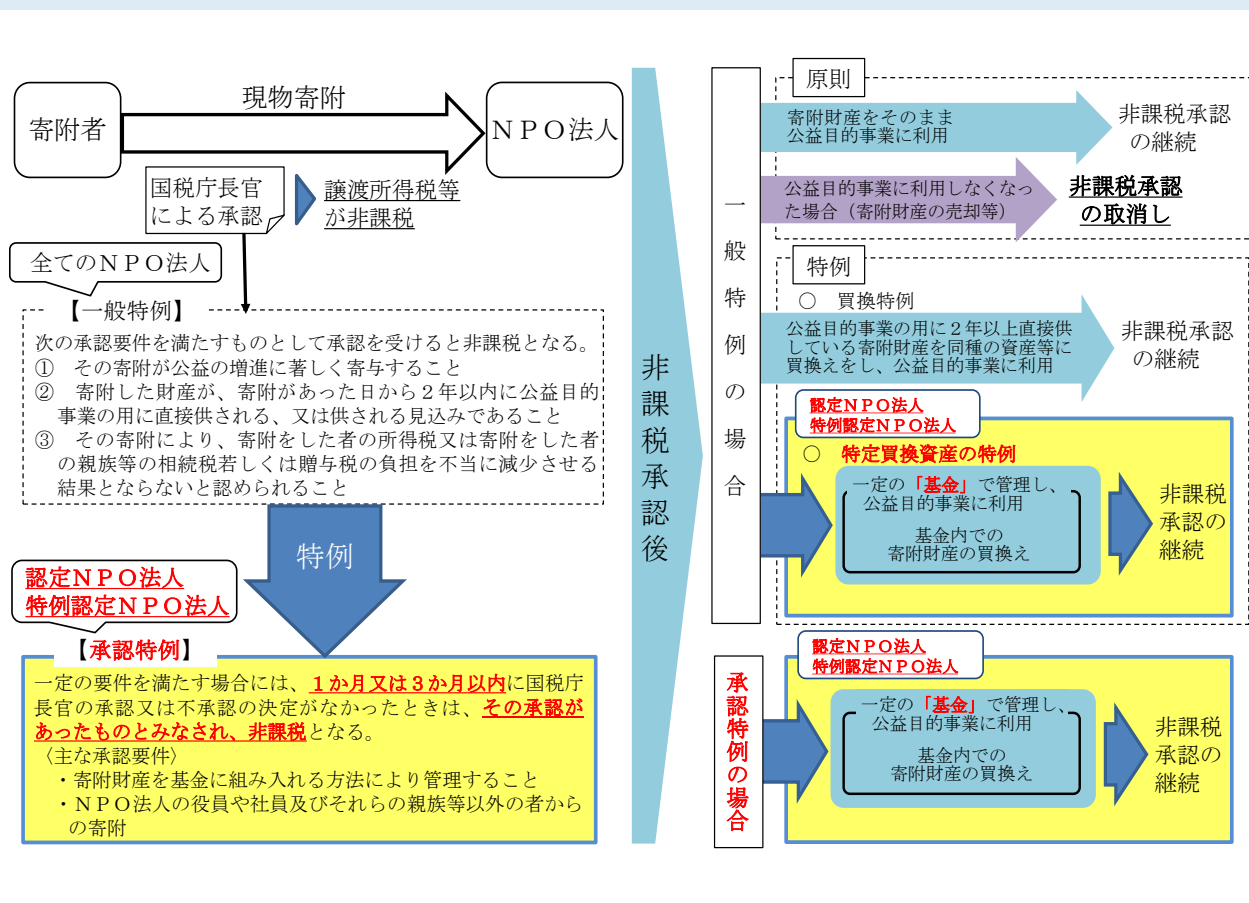 寄附者
現物寄附
ＮＰＯ法人
国税庁長官
による承認
譲渡所得税等
が非課税
全てのＮＰＯ法人
【一般特例】
次の承認要件を満たすものとして承認を受けると非課税となる。
①　その寄附が公益の増進に著しく寄与すること
②　寄附した財産が、寄附があった日から２年以内に公益目的
事業の用に直接供される、又は供される見込みであること
③　その寄附により、寄附をした者の所得税又は寄附をした者
の親族等の相続税若しくは贈与税の負担を不当に減少させる
結果とならないと認められること
特例
認定ＮＰＯ法人
特例認定ＮＰＯ法人
【承認特例】
一定の要件を満たす場合には、１か月又は３か月以内に国税庁
長官の承認又は不承認の決定がなかったときは、その承認が
あったものとみなされ、非課税となる。
〈主な承認要件〉
・寄附財産を基金に組み入れる方法により管理すること
・ＮＰＯ法人の役員や社員及びそれらの親族等以外の者から
の寄附
非課税承認後
一般特例の場合
原則
寄附財産をそのまま
公益目的事業に利用
非課税承認
の継続
公益目的事業に利用しなくなっ
た場合（寄附財産の売却等）
非課税承認
の取消し
特例
○　買換特例
公益目的事業の用に２年以上直接供
している寄附財産を同種の資産等に
買換えをし、公益目的事業に利用
非課税承認
の継続
認定ＮＰＯ法人
特例認定ＮＰＯ法人
○　特定買換資産の特例
一定の「基金」で管理し、
公益目的事業に利用
基金内での
寄附財産の買換え
非課税
承認の
継続
承認特例の場合
認定ＮＰＯ法人
特例認定ＮＰＯ法人
一定の「基金」で管理し、
公益目的事業に利用
基金内での
寄附財産の買換え
非課税
承認の
継続